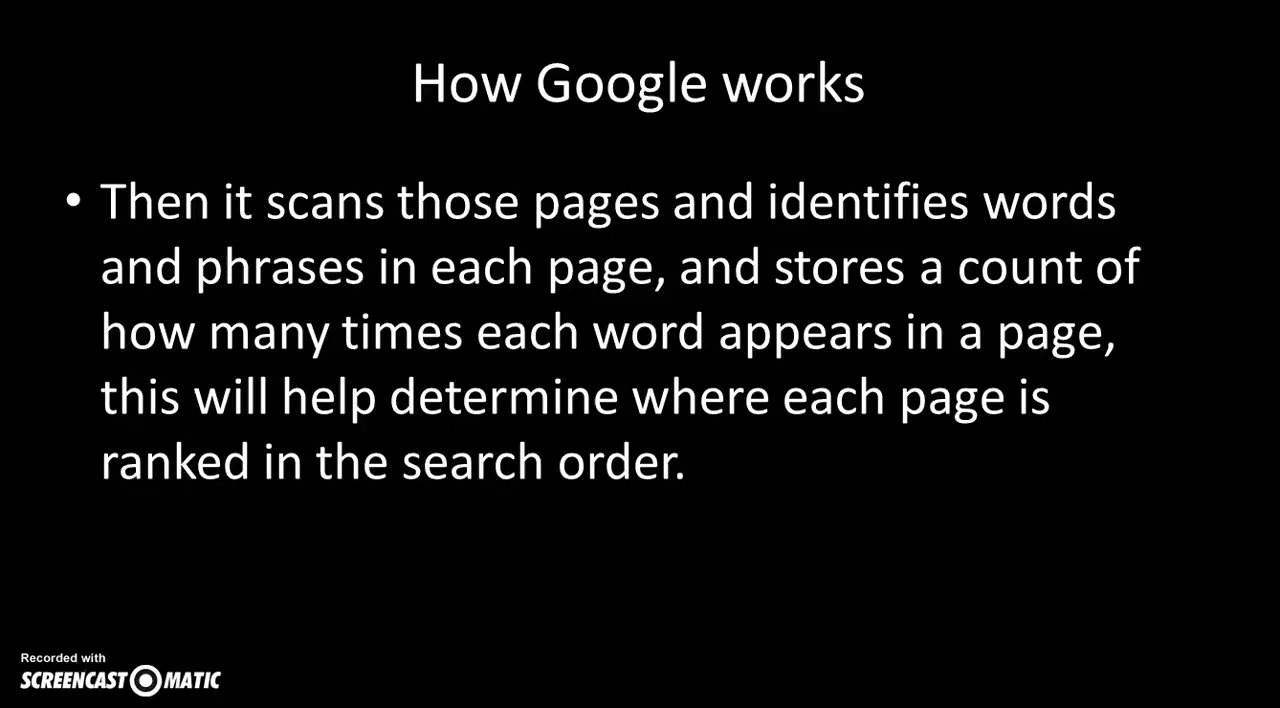 How Google works
• Then it scans those pages and identifies words
and phrases in each page, and stores a count of
how many times each word appears in a page,
this will help determine where each page is
ranked in the search order.
Recorded with
SCREENCAST MATIC